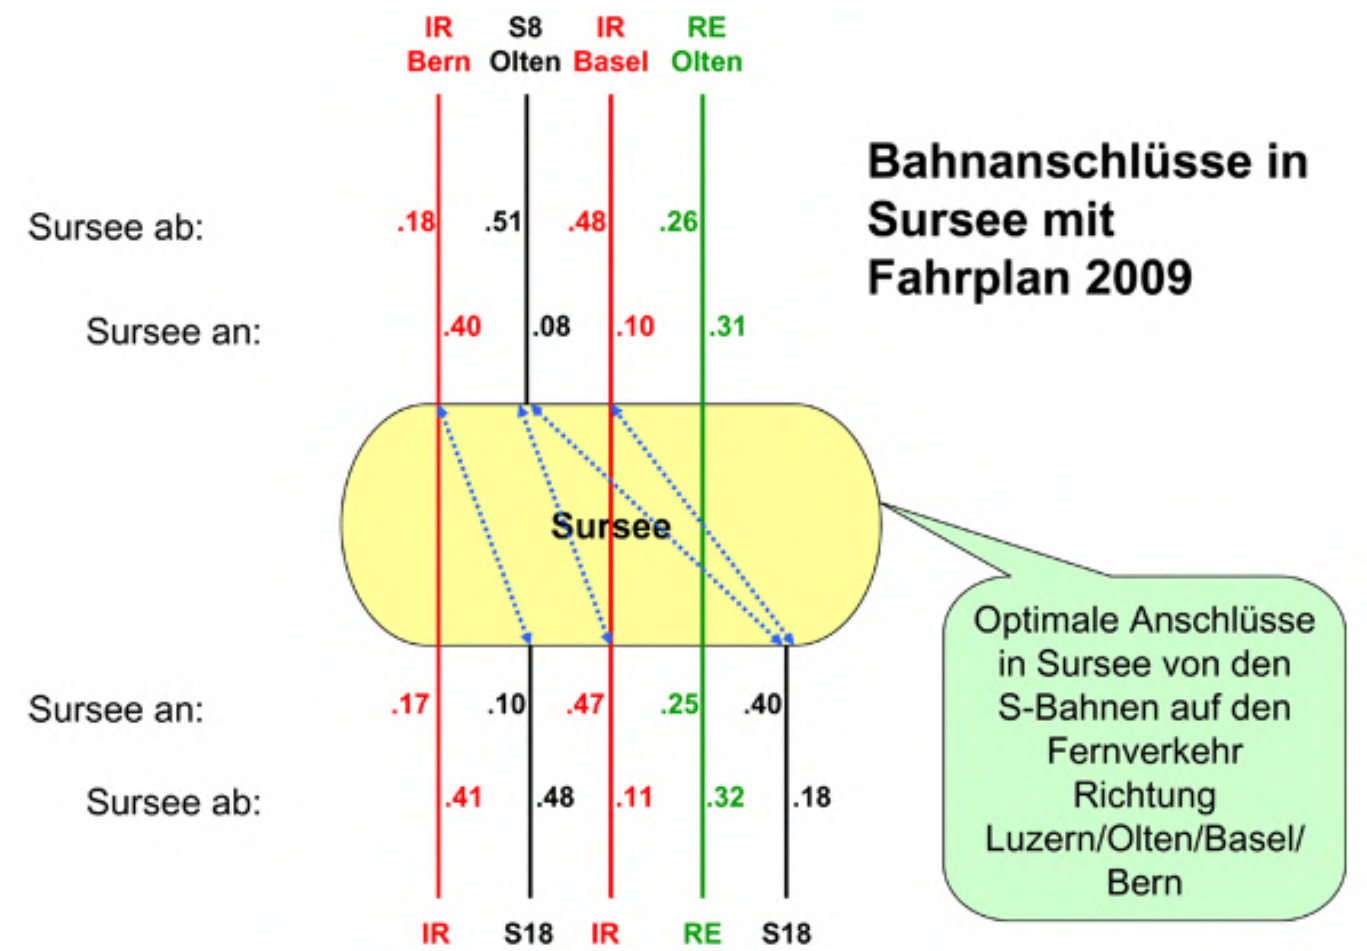 IR S8 IR RE
Bern Olten Basel Olten
Bahnanschlüsse in
Sursee mit
Fahrplan 2009
Sursee ab: .18 .51 .48 .26
Sursee an: .40 .08 .10 .31
Sursee
Optimale Anschlüsse
in Sursee von den
S-Bahnen auf den
Fernverkehr
Richtung
Luzern/Olten/Basel/
Bern
Sursee an: .17 .10 .47 .25 .40
Sursee ab: .41 .48 .11 .32 .18
IR S18 IR RE S18